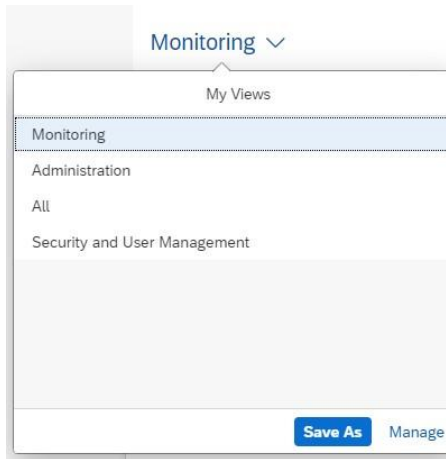 Monitoring
My Views
Monitoring
Administration
All
Security and User Management
Save As Manage